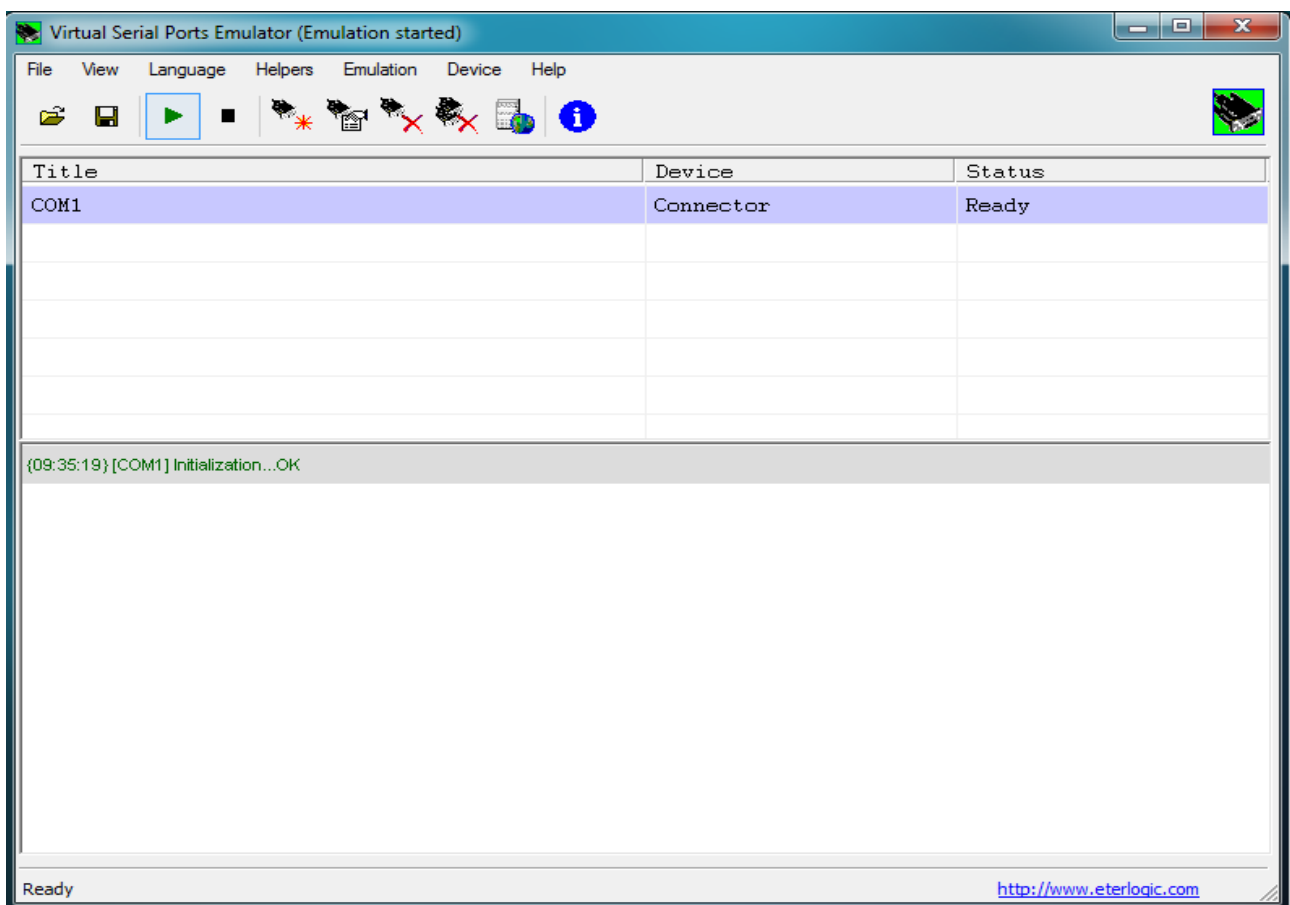 Virtual Serial Ports Emulator (Emulation started)
File View Language Helpers Emulation Device Help
Title Device Status
COM1 Connector Ready
{09:35:19} [COM1] Initialization...OK
Ready http://www.eterlogic.com